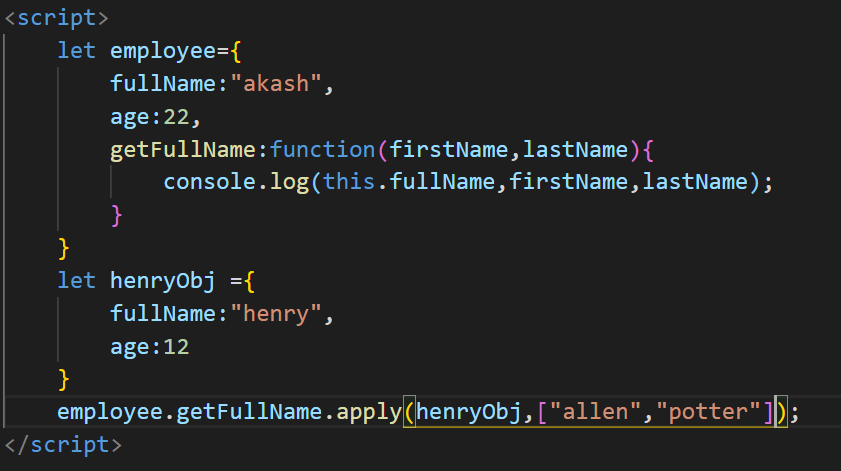 <script>
let employee={
fullName:"akash",
age:22,
getFullName:function(firstName,lastName){
console.log(this.fullName,firstName,lastName);
}
}
let henryObj ={
fullName:"henry",
age:12
}
employee.getFullName.apply(henryObj,["allen","potter"]);
</script>